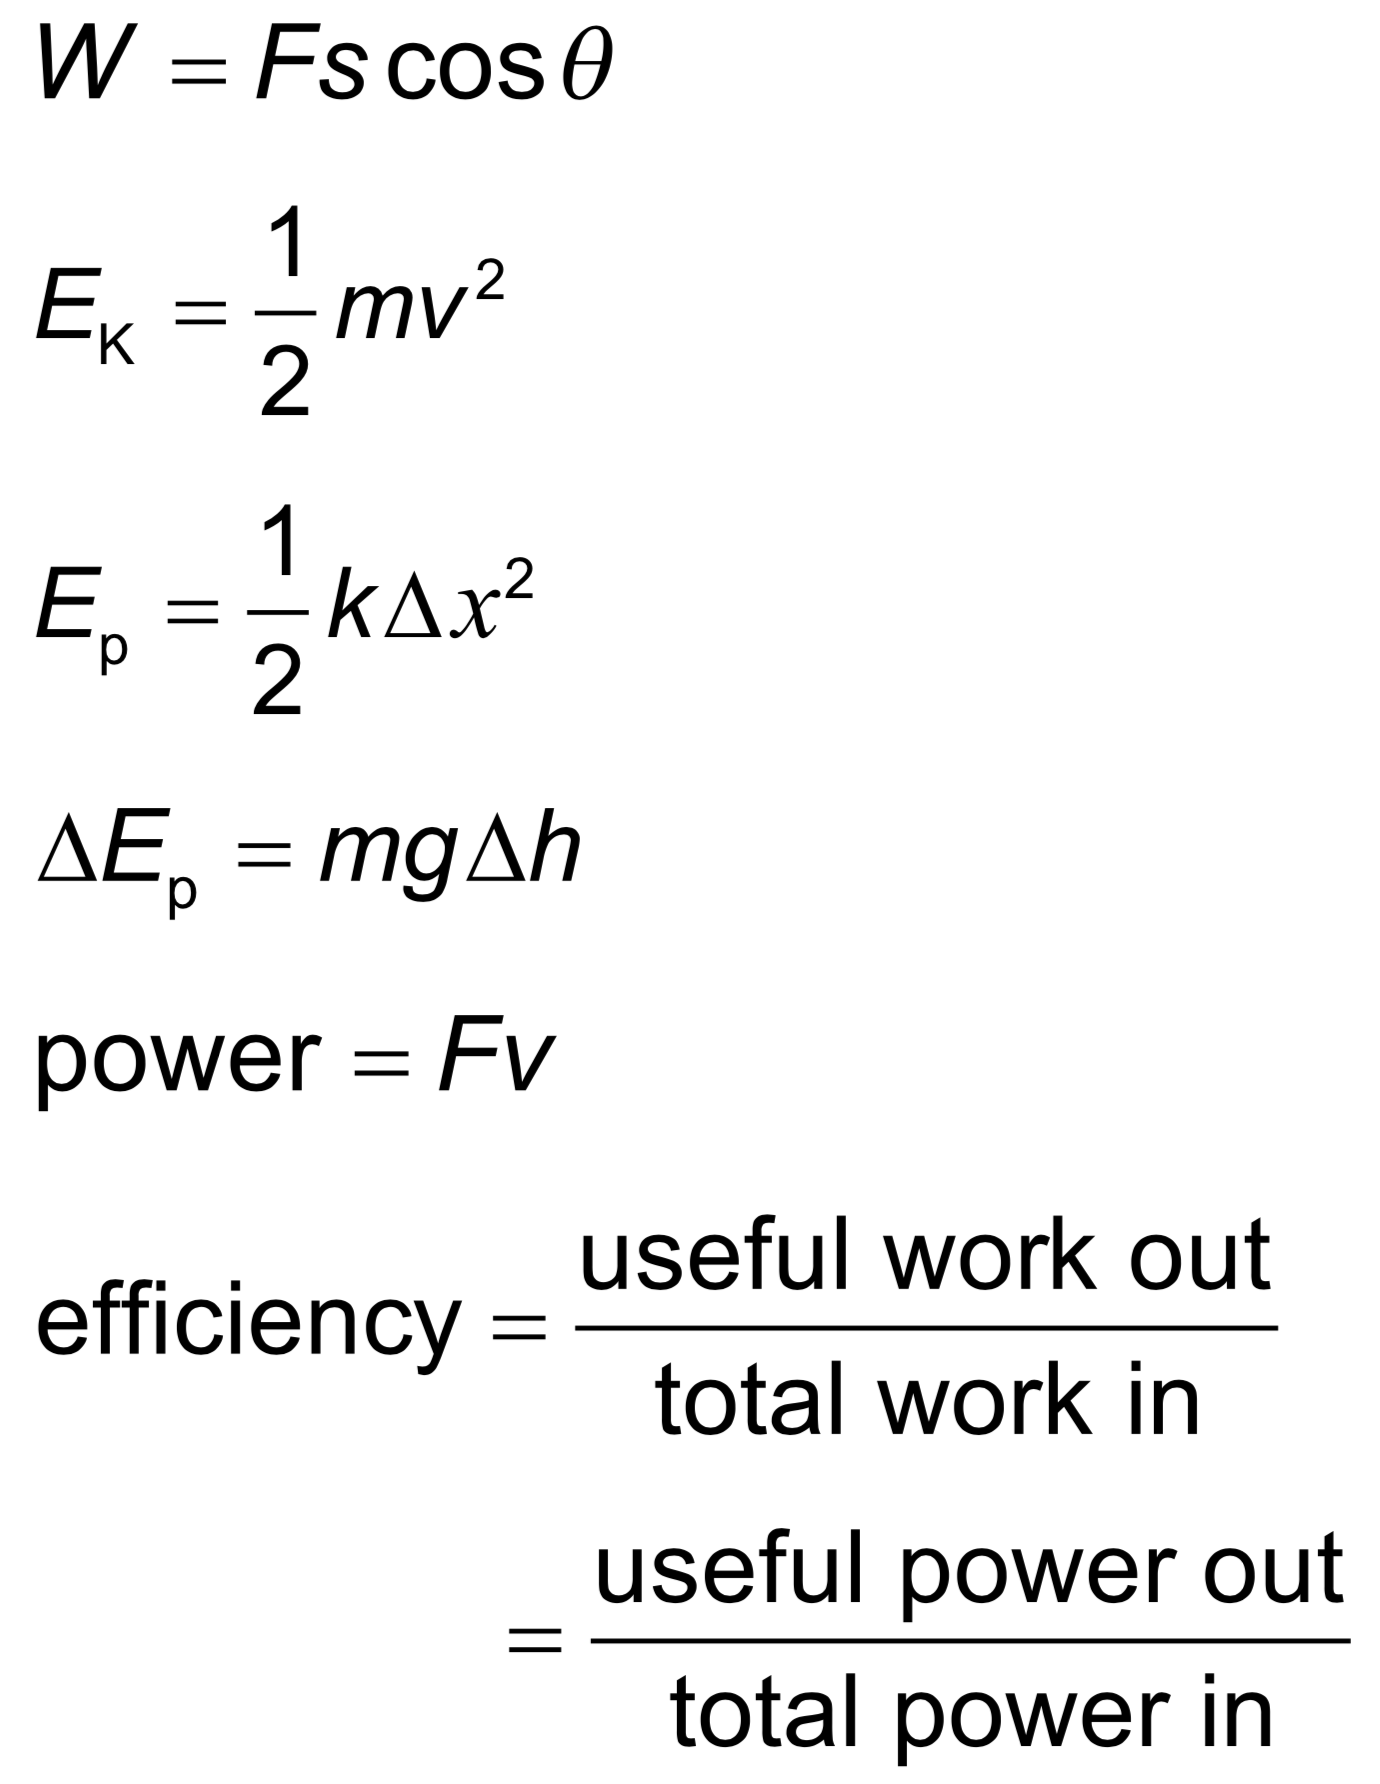 W = Fs cos θ
E_K = 1/2 mv²
E_p = 1/2 kΔx²
ΔE_p = mgΔh
power = Fv
efficiency = useful work out / total work in
= useful power out / total power in